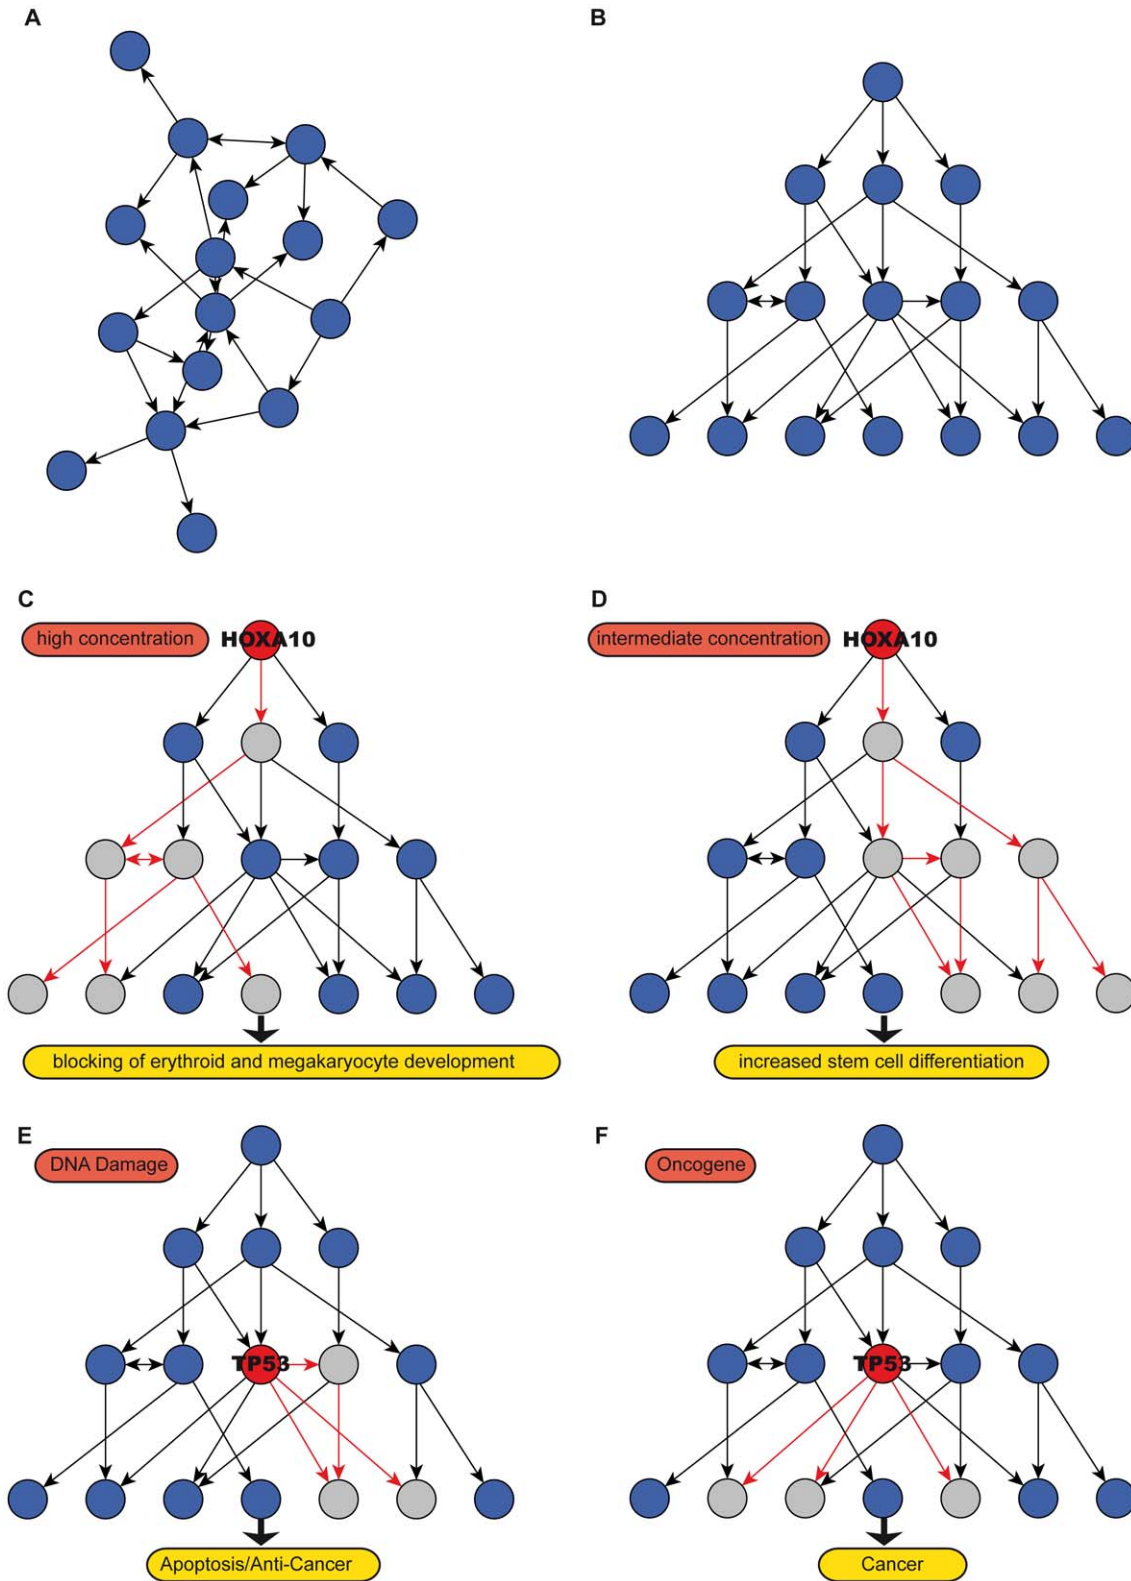 A
B
C
high concentration
HOXA10
D
intermediate concentration
HOXA10
blocking of erythroid and megakaryocyte development
increased stem cell differentiation
E
DNA Damage
F
Oncogene
TP53
TP53
Apoptosis/Anti-Cancer
Cancer